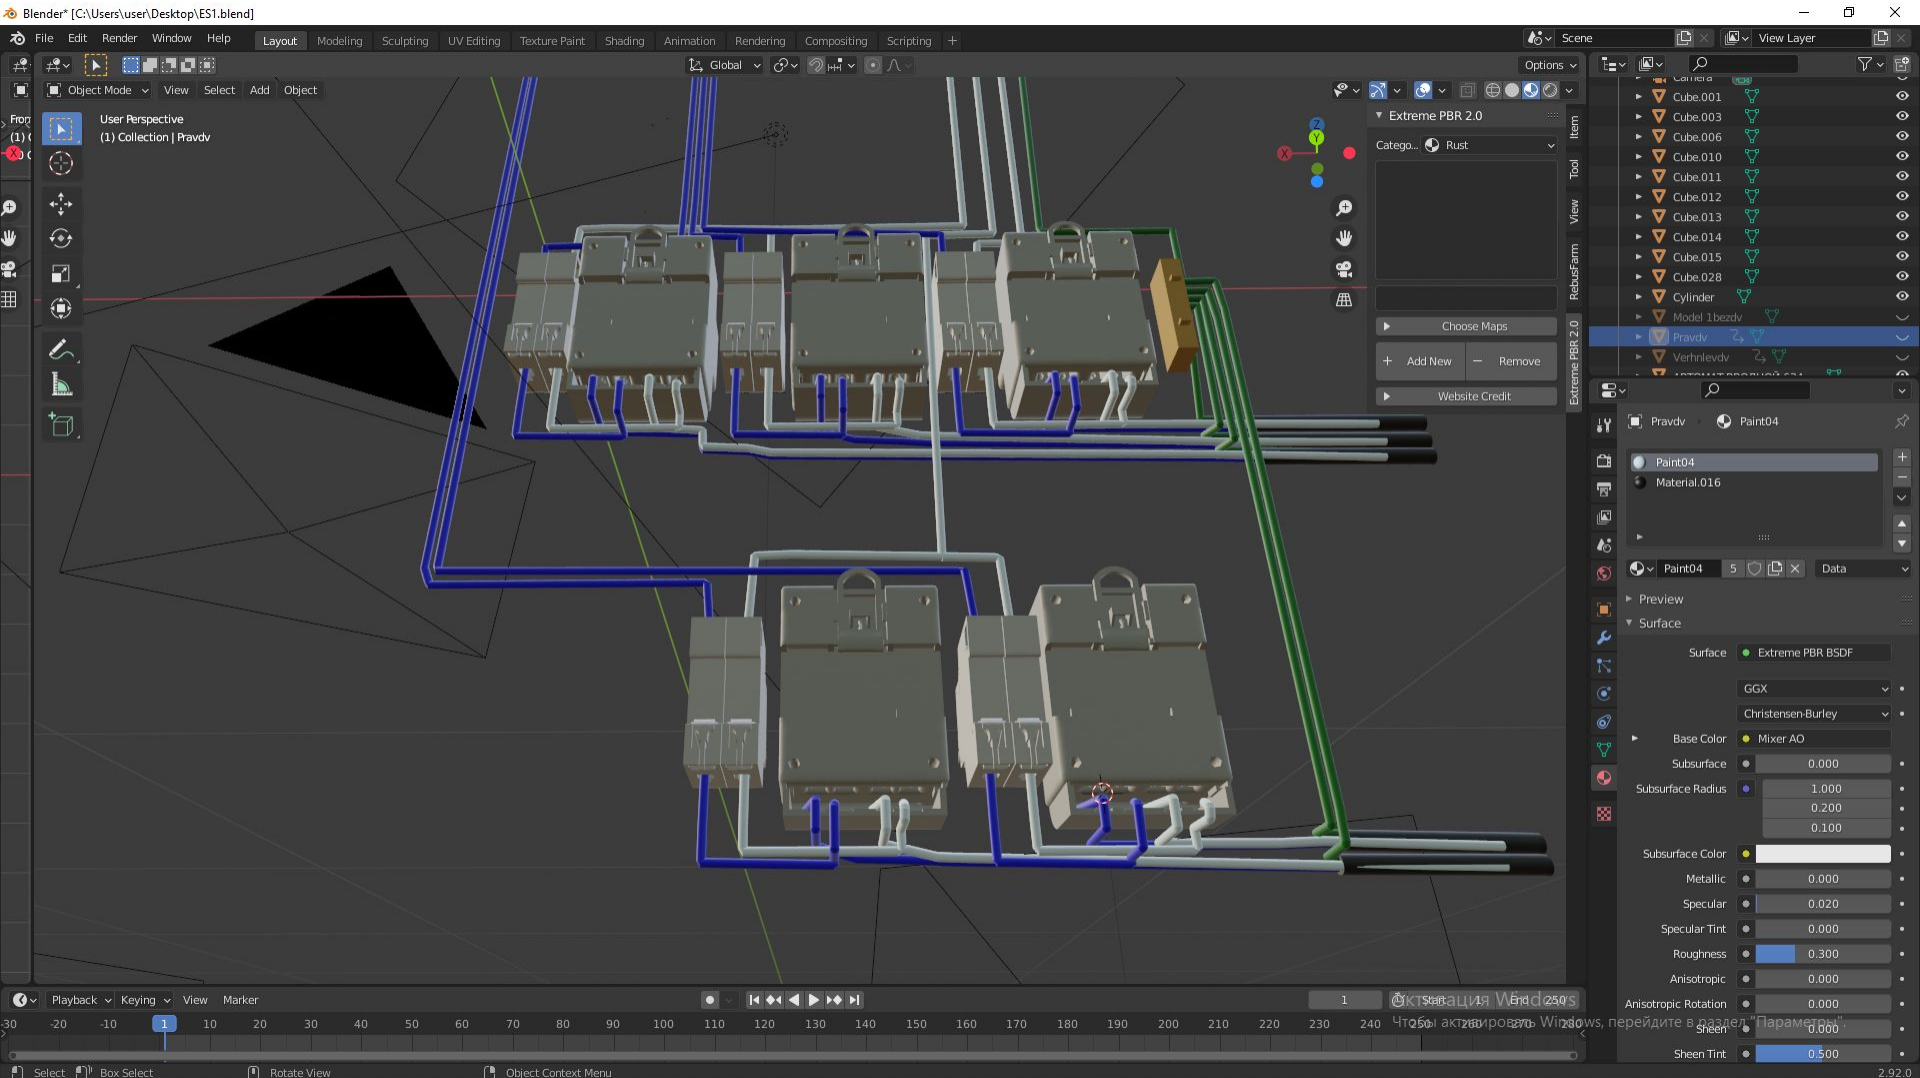 Blender* [C:\Users\user\Desktop\ES1.blend]
File Edit Render Window Help
Layout Modeling Sculpting UV Editing Texture Paint Shading Animation Rendering Compositing Scripting +
Scene
View Layer
Global
Options
Object Mode View Select Add Object
User Perspective
(1) Collection | Pravdv
Extreme PBR 2.0
Catego... Rust
Choose Maps
Add New Remove
Website Credit
Item
Tool
View
RebusFarm
Extreme PBR 2.0
X
Y
Z
Camera
Cube.001
Cube.003
Cube.006
Cube.010
Cube.011
Cube.012
Cube.013
Cube.014
Cube.015
Cube.028
Cylinder
Model 1bezdv
Pravdv
Verhnlevdv
Pravdv Paint04
Paint04
Material.016
Paint04 5 Data
Preview
Surface
Surface Extreme PBR BSDF
GGX
Christensen-Burley
Base Color Mixer AO
Subsurface 0.000
Subsurface Radius 1.000
0.200
0.100
Subsurface Color
Metallic 0.000
Specular 0.020
Specular Tint 0.000
Roughness 0.300
Anisotropic 0.000
Anisotropic Rotation 0.000
Sheen 0.000
Sheen Tint 0.500
Playback Keying View Marker
1 Start 1 End 250
Активация Windows
Чтобы активировать Windows, перейдите в раздел "Параметры".
-30 -20 -10 1 10 20 30 40 50 60 70 80 90 100 110 120 130 140 150 160 170 180 190 200 210 220 230 240 250 260 270 280
Select Box Select Rotate View Object Context Menu
2.92.0